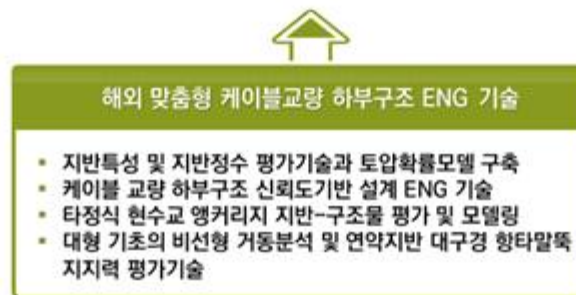 해외 맞춤형 케이블교량 하부구조 ENG 기술
▪ 지반특성 및 지반정수 평가기술과 토압확률모델 구축
▪ 케이블 교량 하부구조 신뢰도기반 설계 ENG 기술
▪ 타정식 현수교 앵커리지 지반-구조물 평가 및 모델링
▪ 대형 기초의 비선형 거동분석 및 연약지반 대구경 항타말뚝
지지력 평가기술